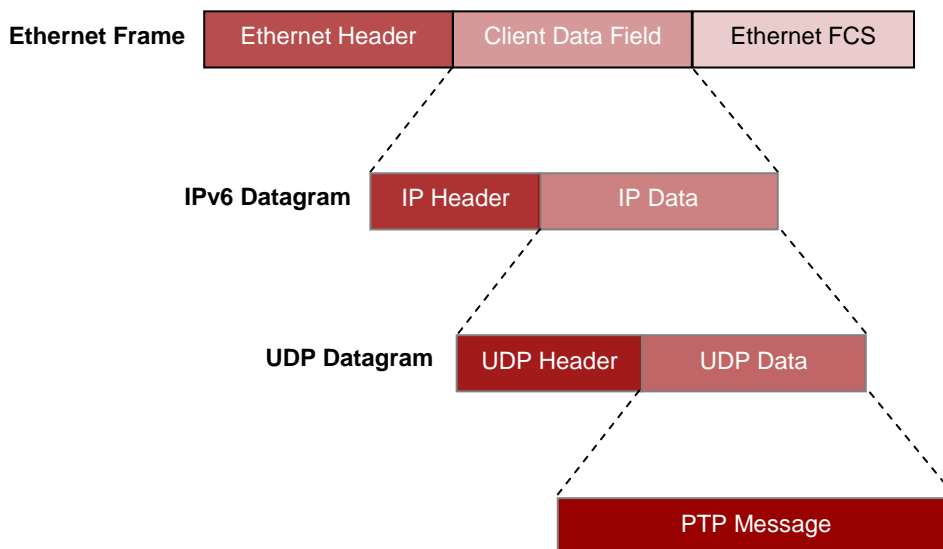 Ethernet Frame Ethernet Header Client Data Field Ethernet FCS
IPv6 Datagram IP Header IP Data
UDP Datagram UDP Header UDP Data
PTP Message